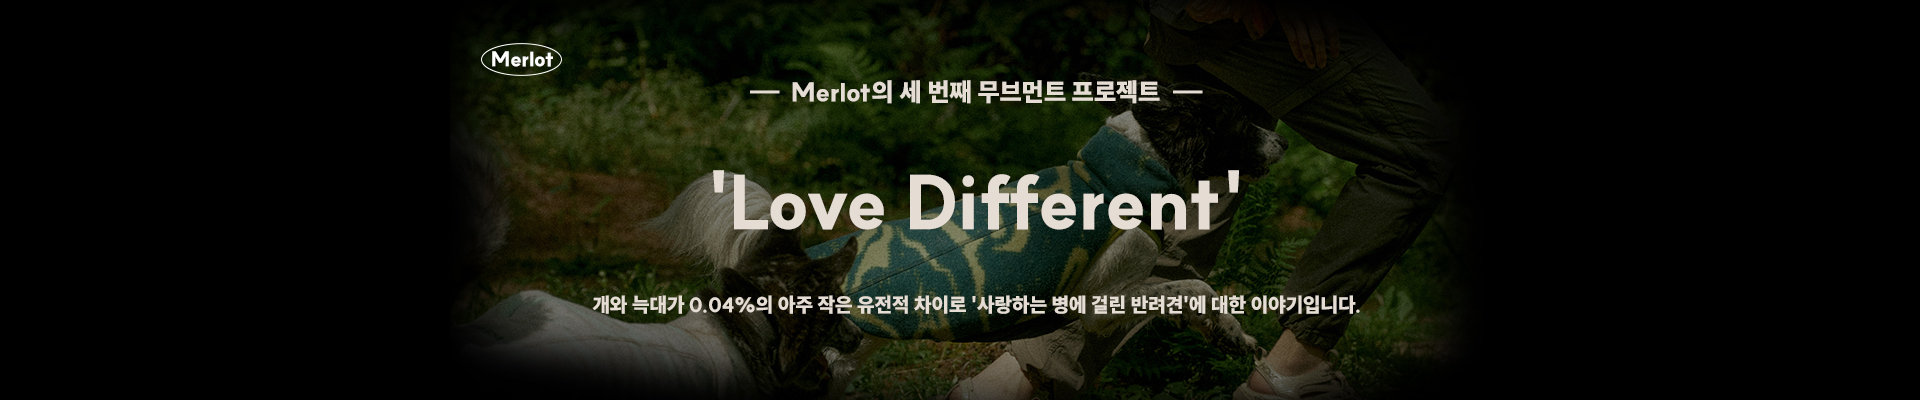 Merlot
— Merlot의 세 번째 무브먼트 프로젝트 —
'Love Different'
개와 늑대가 0.04%의 아주 작은 유전적 차이로 '사랑하는 병에 걸린 반려견'에 대한 이야기입니다.